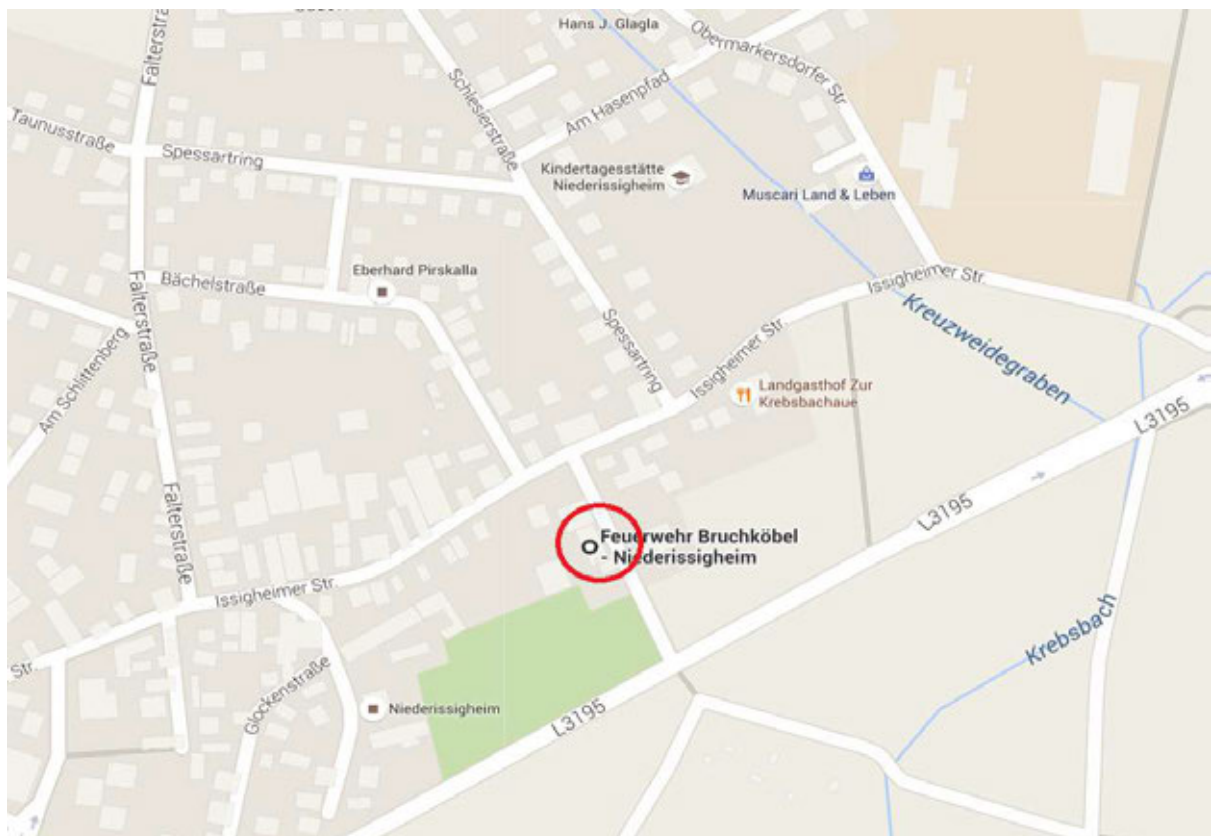 Hans J. Glagla
Obermarkersdorfer Str.
Falterstraße
Schlesierstraße
Am Hasenpfad
Taunusstraße
Spessartring
Kindertagesstätte
Niederissigheim
Muscari Land & Leben
Eberhard Pirskalla
Bächelstraße
Issigheimer Str.
Falterstraße
Kreuzweidegraben
Spessartring
Am Schlittenberg
Issigheimer Str.
Landgasthof Zur
Krebsbachaue
L3195
Falterstraße
L3195
Feuerwehr Bruchköbel
- Niederissigheim
Issigheimer Str.
Krebsbach
Str.
Glockenstraße
Niederissigheim
L3195